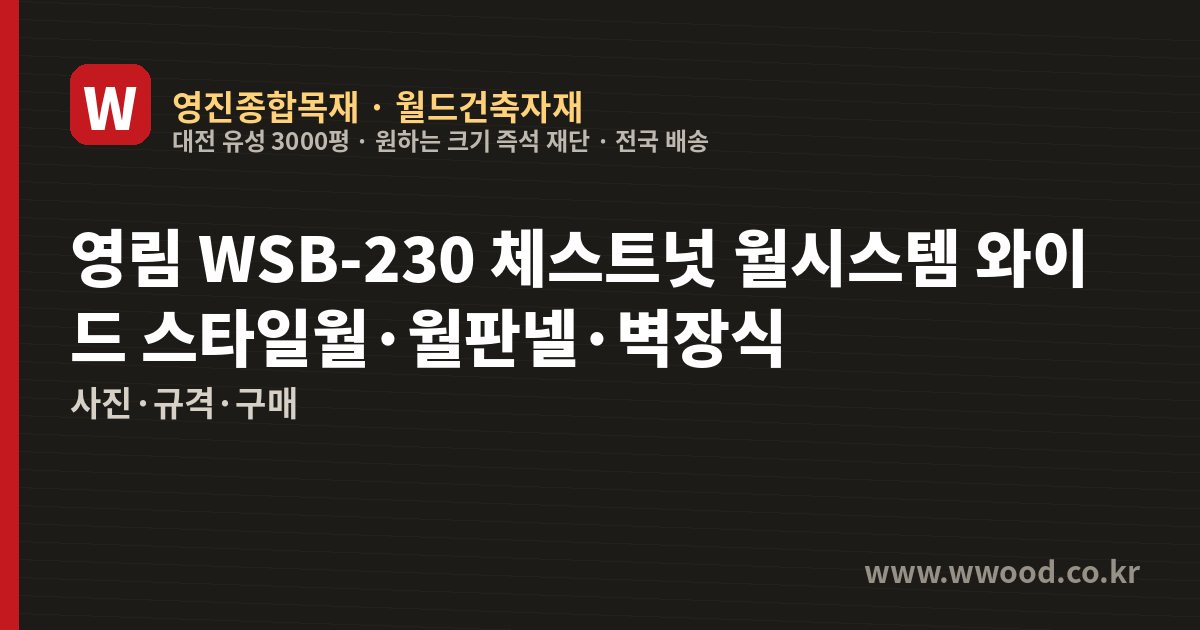 W
영진종합목재 · 월드건축자재
대전 유성 3000평 · 원하는 크기 즉석 재단 · 전국 배송
영림 WSB-230 체스트넛 월시스템 와이
드 스타일월·월판넬·벽장식
사진·규격·구매
www.wwood.co.kr